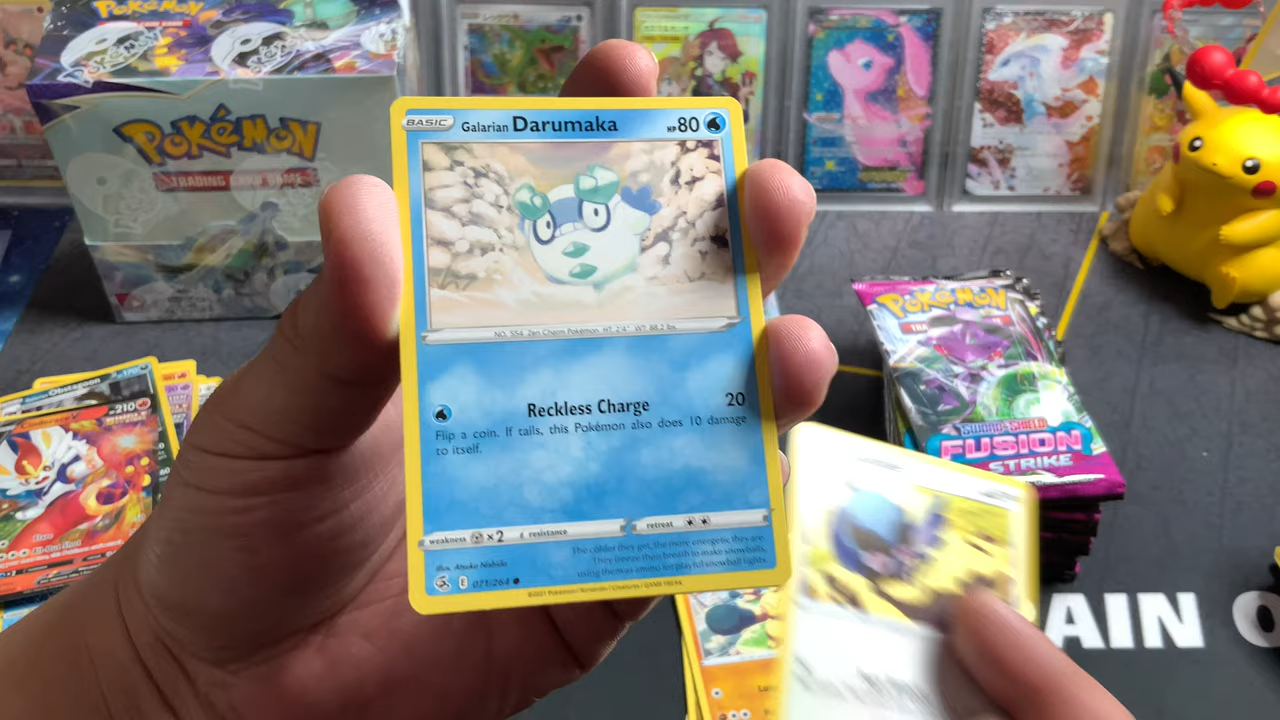 POKéMON
TRADING CARD GAME
BASIC Galarian Darumaka HP 80
NO. 554 Zen Charm Pokémon HT: 2'4" WT: 88.2 lbs.
Reckless Charge 20
Flip a coin. If tails, this Pokémon also does 10 damage
to itself.
weakness ×2 resistance
retreat
Illus. Atsuko Nishida
The colder they get, the more energetic they are.
They freeze their breath to make snowballs,
using them as ammo for playful snowball fights.
E 071/264
©2021 Pokémon / Nintendo / Creatures / GAME FREAK
Obstagoon
210
POKéMON
SWORD & SHIELD
FUSION
STRIKE
AIN O